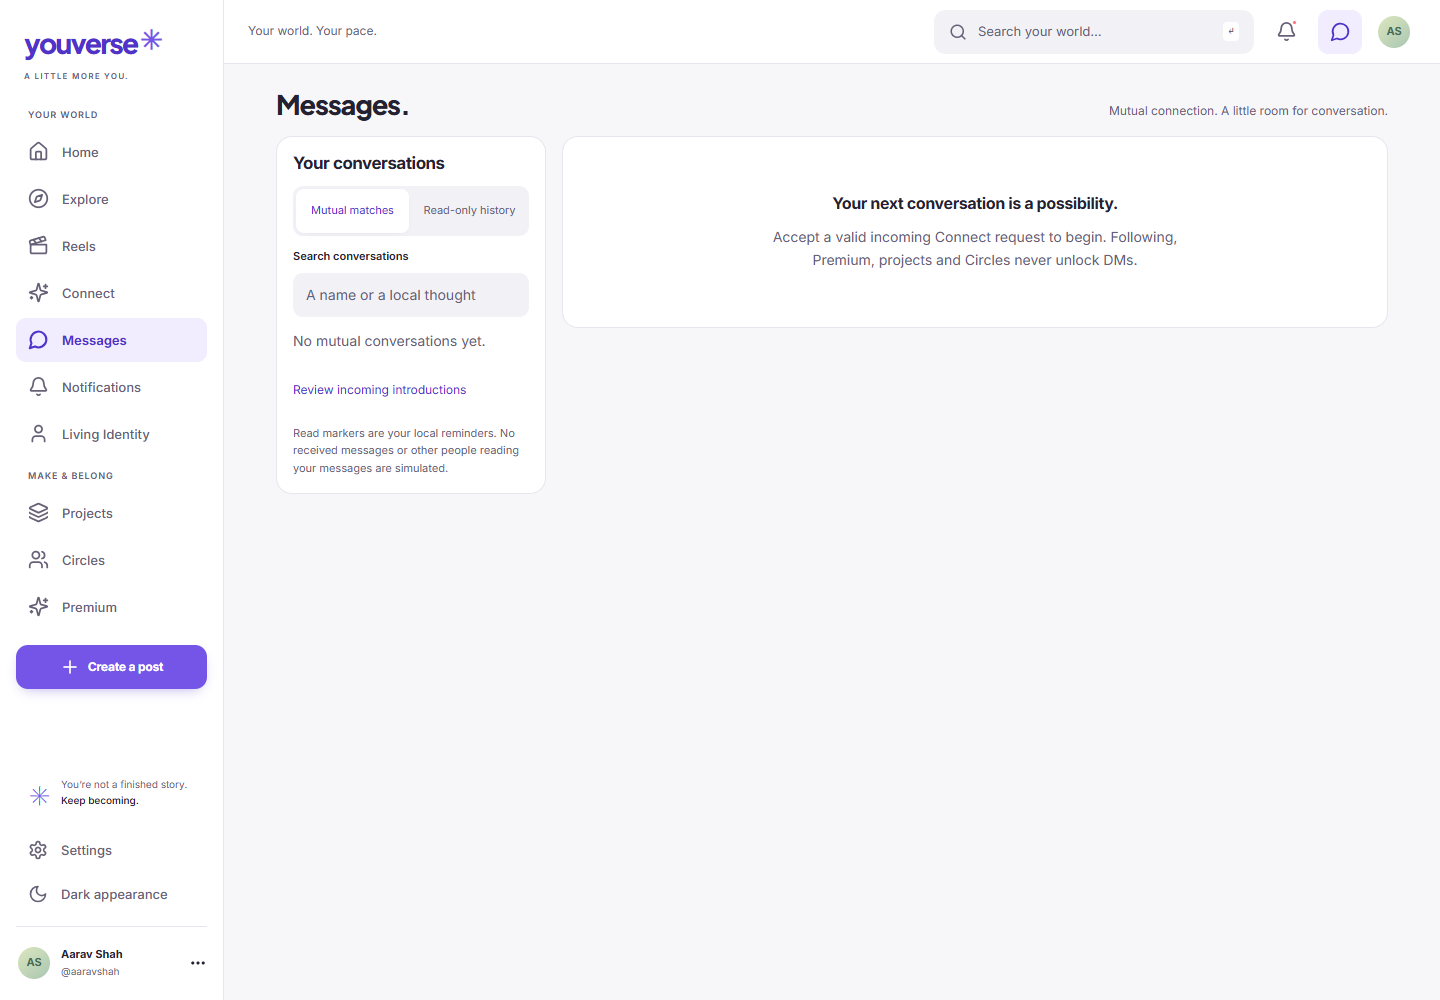 youverse
A LITTLE MORE YOU.
YOUR WORLD
Home
Explore
Reels
Connect
Messages
Notifications
Living Identity
MAKE & BELONG
Projects
Circles
Premium
Create a post
You're not a finished story.
Keep becoming.
Settings
Dark appearance
AS
Aarav Shah
@aaravshah
Your world. Your pace.
Search your world...
AS
Messages.
Mutual connection. A little room for conversation.
Your conversations
Mutual matches
Read-only history
Search conversations
A name or a local thought
No mutual conversations yet.
Review incoming introductions
Read markers are your local reminders. No
received messages or other people reading
your messages are simulated.
Your next conversation is a possibility.
Accept a valid incoming Connect request to begin. Following,
Premium, projects and Circles never unlock DMs.